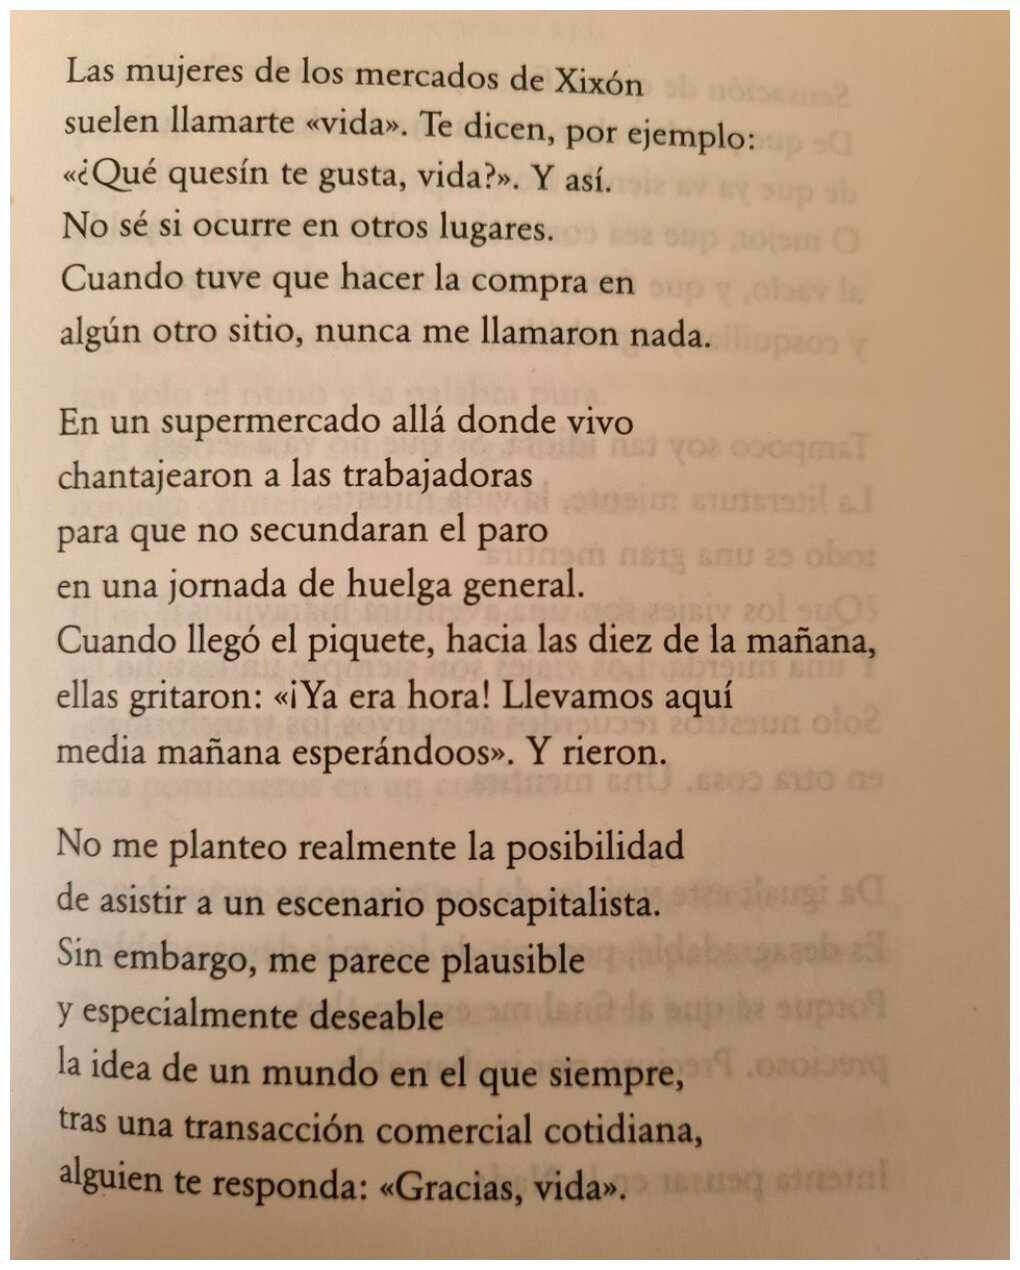 Las mujeres de los mercados de Xixón
suelen llamarte «vida». Te dicen, por ejemplo:
«¿Qué quesín te gusta, vida?». Y así.
No sé si ocurre en otros lugares.
Cuando tuve que hacer la compra en
algún otro sitio, nunca me llamaron nada.
En un supermercado allá donde vivo
chantajearon a las trabajadoras
para que no secundaran el paro
en una jornada de huelga general.
Cuando llegó el piquete, hacia las diez de la mañana,
ellas gritaron: «¡Ya era hora! Llevamos aquí
media mañana esperándoos». Y rieron.
No me planteo realmente la posibilidad
de asistir a un escenario poscapitalista.
Sin embargo, me parece plausible
y especialmente deseable
la idea de un mundo en el que siempre,
tras una transacción comercial cotidiana,
alguien te responda: «Gracias, vida».